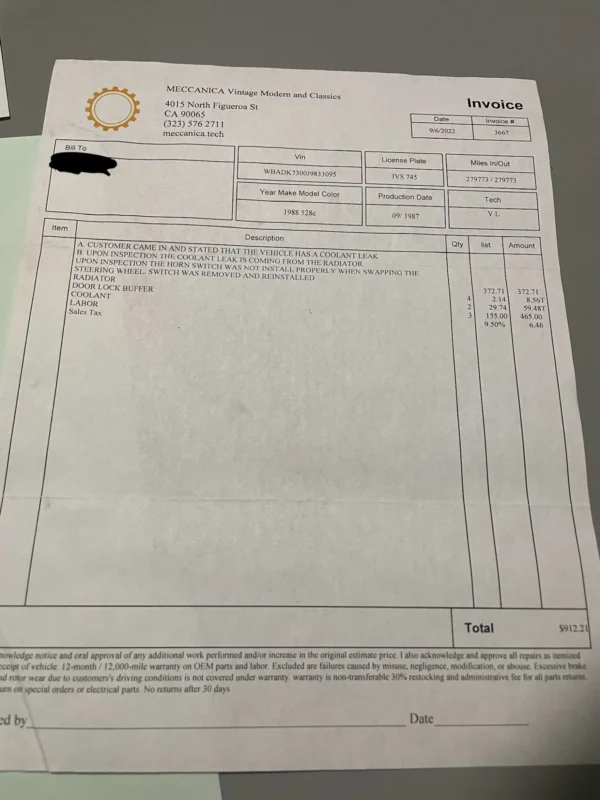 MECCANICA Vintage Modern and Classics
4015 North Figueroa St
CA 90065
(323) 576 2711
meccanica.tech
Invoice
Date Invoice #
9/6/2022 3667
Bill To
Vin
WBADK7300J9833095
License Plate
IVS 745
Miles In/Out
279773 / 279773
Year Make Model Color
1988 528e
Production Date
09/ 1987
Tech
V L
Item Description Qty list Amount
A. CUSTOMER CAME IN AND STATED THAT THE VEHICLE HAS A COOLANT LEAK
B. UPON INSPECTION THE COOLANT LEAK IS COMING FROM THE RADIATOR.
UPON INSPECTION THE HORN SWITCH WAS NOT INSTALL PROPERLY WHEN SWAPPING THE
STEERING WHEEL. SWITCH WAS REMOVED AND REINSTALLED
RADIATOR 372.71 372.71
DOOR LOCK BUFFER 4 2.14 8.56T
COOLANT 2 29.74 59.48T
LABOR 3 155.00 465.00
Sales Tax 9.50% 6.46
Total $912.21
nowledge notice and oral approval of any additional work performed and/or increase in the original estimate price. I also acknowledge and approve all repairs as itemized
eceipt of vehicle. 12-month / 12,000-mile warranty on OEM parts and labor. Excluded are failures caused by misuse, negligence, modification, or abuse. Excessive brake
nd rotor wear due to customers's driving conditions is not covered under warranty. warranty is non-transferable 30% restocking and administrative fee for all parts returns.
urn on special orders or electrical parts. No returns after 30 days
ed by Date